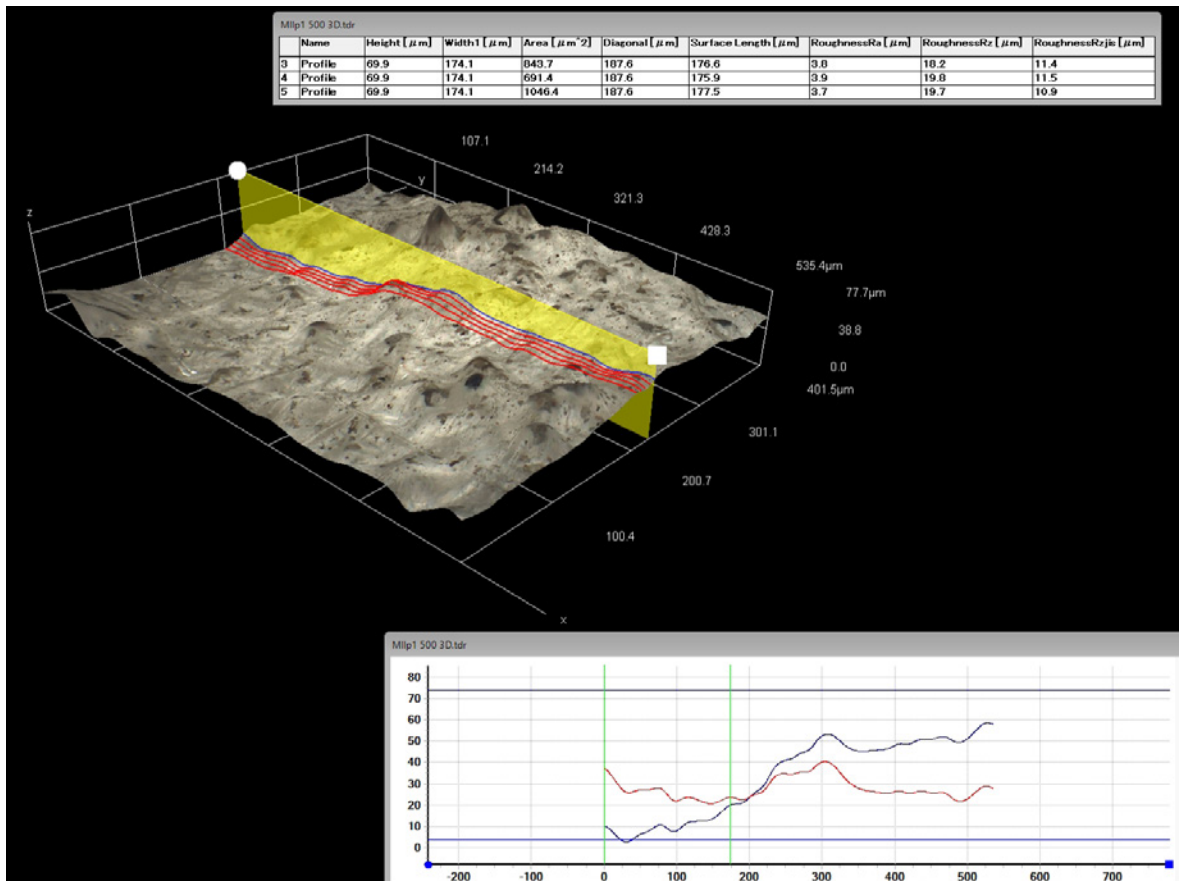 MIlp1 500 3D.tdr
Name Height [μm] Width1 [μm] Area [μm^2] Diagonal [μm] Surface Length [μm] RoughnessRa [μm] RoughnessRz [μm] RoughnessRzjis [μm]
3 Profile 69.9 174.1 843.7 187.6 176.6 3.8 18.2 11.4
4 Profile 69.9 174.1 691.4 187.6 175.9 3.9 19.8 11.5
5 Profile 69.9 174.1 1046.4 187.6 177.5 3.7 19.7 10.9
107.1
214.2
y
321.3
z
428.3
535.4μm
77.7μm
38.8
0.0
401.5μm
301.1
200.7
100.4
x
MIlp1 500 3D.tdr
80
70
60
50
40
30
20
10
0
-200 -100 0 100 200 300 400 500 600 700